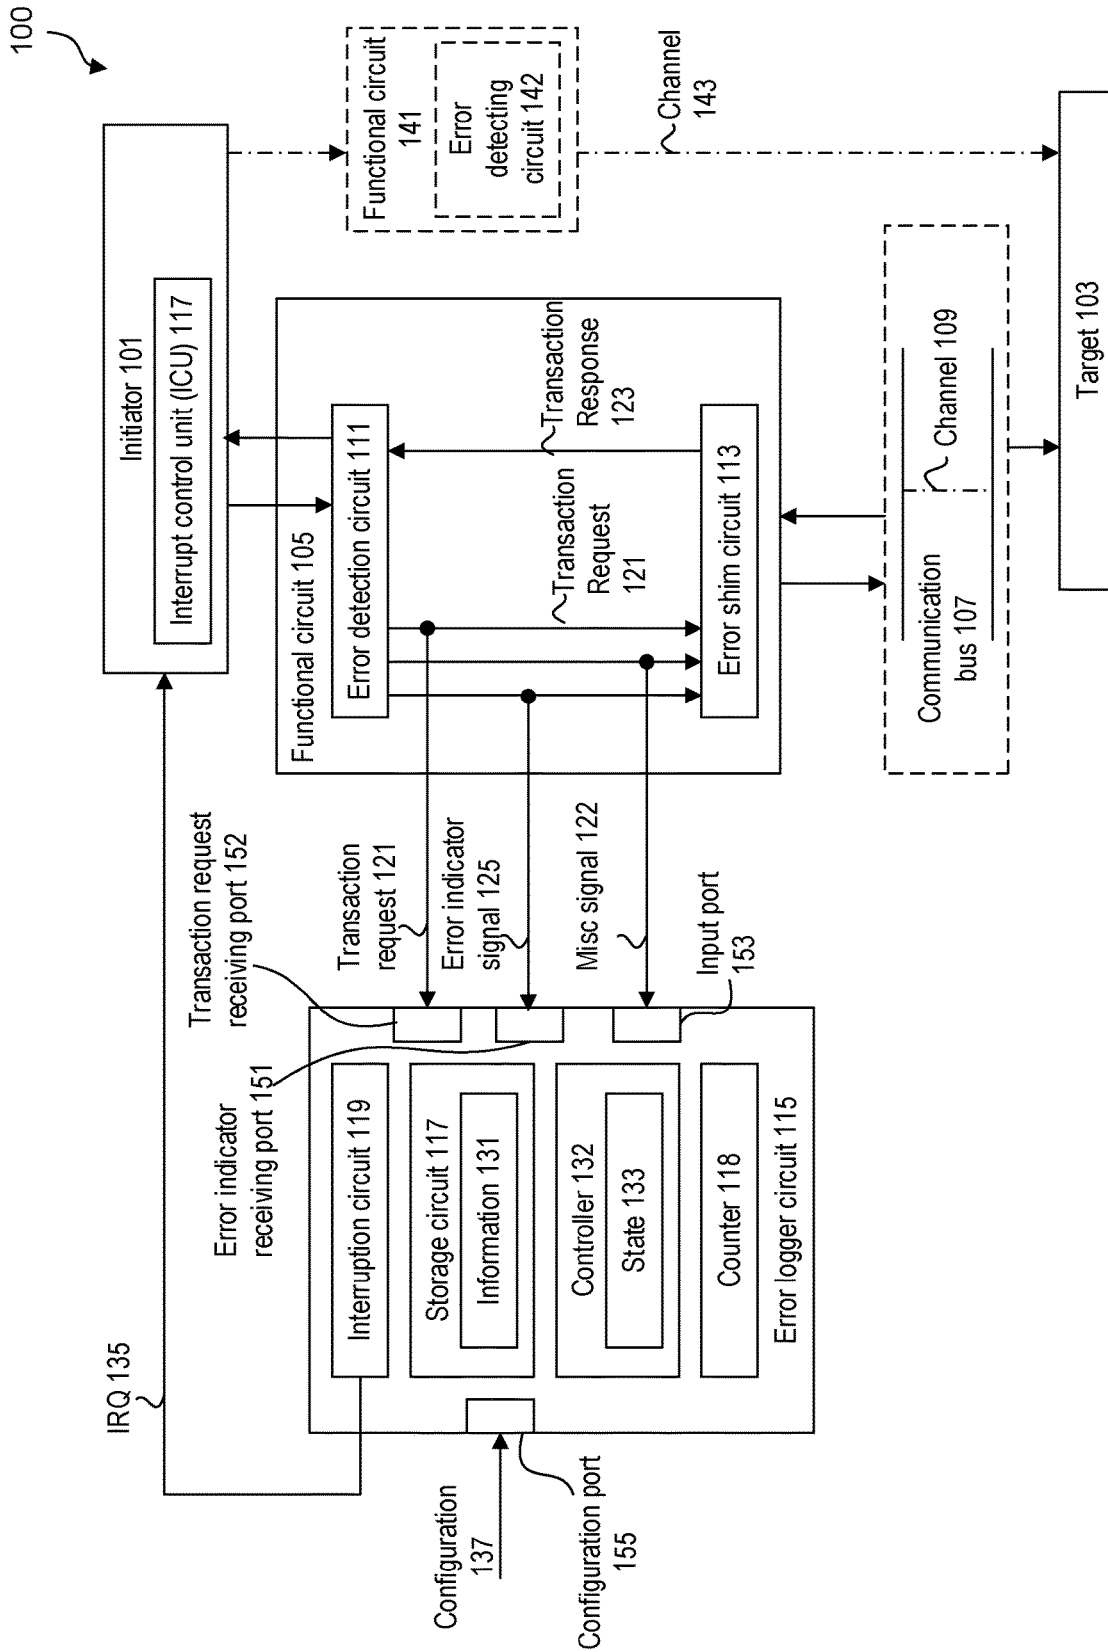 100
Initiator 101
Interrupt control unit (ICU) 117
IRQ 135
Functional circuit
141
Error
detecting
circuit 142
Channel
143
Functional circuit 105
Error detection circuit 111
Transaction
Response
123
Transaction
Request
121
Error shim circuit 113
Transaction request
receiving port 152
Error indicator
receiving port 151
Transaction
request 121
Error indicator
signal 125
Misc signal 122
Input port
153
Interruption circuit 119
Storage circuit 117
Information 131
Controller 132
State 133
Counter 118
Error logger circuit 115
Configuration
137
Configuration port
155
Communication
bus 107
Channel 109
Target 103